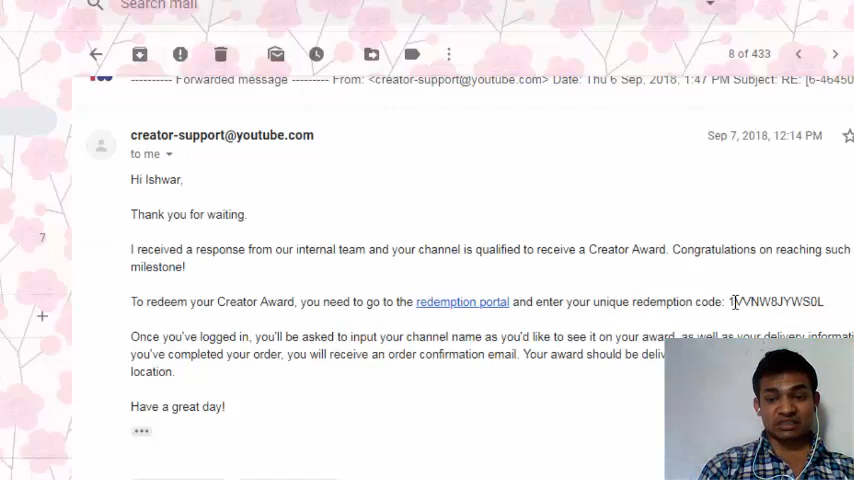 Search mail
8 of 433
---------- Forwarded message --------- From: <creator-support@youtube.com> Date: Thu 6 Sep, 2018, 1:47 PM Subject: RE: [6-46450
creator-support@youtube.com
Sep 7, 2018, 12:14 PM
to me
Hi Ishwar,
Thank you for waiting.
I received a response from our internal team and your channel is qualified to receive a Creator Award. Congratulations on reaching such
milestone!
To redeem your Creator Award, you need to go to the redemption portal and enter your unique redemption code:
Once you've logged in, you'll be asked to input your channel name as you'd like to see it on your award, as well as your delivery
you've completed your order, you will receive an order confirmation email. Your award should be
location.
7
Have a great day!